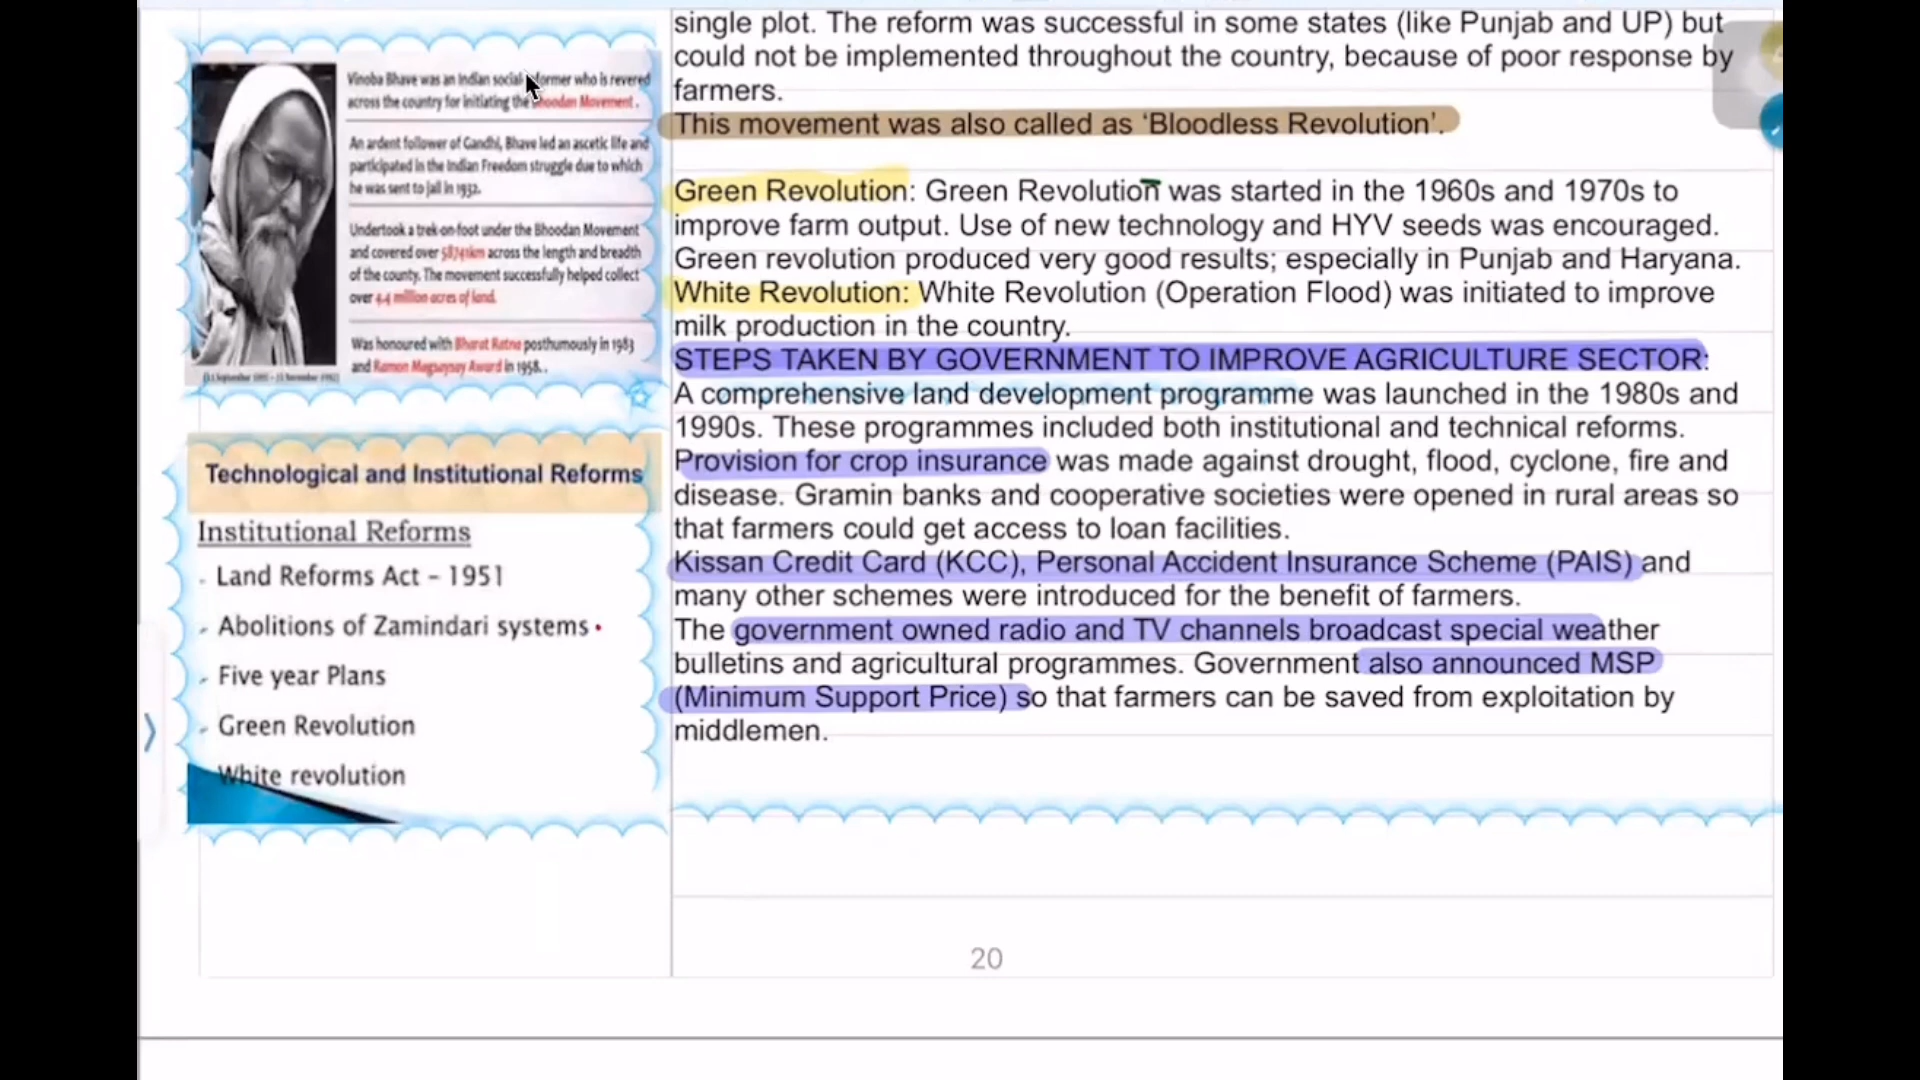 Vinoba Bhave was an Indian social reformer who is revered
across the country for initiating the Bhoodan Movement.
An ardent follower of Gandhi, Bhave led an ascetic life and
participated in the Indian Freedom struggle due to which
he was sent to jail in 1932.
Undertook a trek on foot under the Bhoodan Movement
and covered over 58741km across the length and breadth
of the county. The movement successfully helped collect
over 4.4 million acres of land.
Was honoured with Bharat Ratna posthumously in 1983
and Ramon Magsaysay Award in 1958..
Technological and Institutional Reforms
Institutional Reforms
Land Reforms Act – 1951
Abolitions of Zamindari systems
Five year Plans
Green Revolution
White revolution
single plot. The reform was successful in some states (like Punjab and UP) but
could not be implemented throughout the country, because of poor response by
farmers.
This movement was also called as ‘Bloodless Revolution’.
Green Revolution: Green Revolution was started in the 1960s and 1970s to
improve farm output. Use of new technology and HYV seeds was encouraged.
Green revolution produced very good results; especially in Punjab and Haryana.
White Revolution: White Revolution (Operation Flood) was initiated to improve
milk production in the country.
STEPS TAKEN BY GOVERNMENT TO IMPROVE AGRICULTURE SECTOR:
A comprehensive land development programme was launched in the 1980s and
1990s. These programmes included both institutional and technical reforms.
Provision for crop insurance was made against drought, flood, cyclone, fire and
disease. Gramin banks and cooperative societies were opened in rural areas so
that farmers could get access to loan facilities.
Kissan Credit Card (KCC), Personal Accident Insurance Scheme (PAIS) and
many other schemes were introduced for the benefit of farmers.
The government owned radio and TV channels broadcast special weather
bulletins and agricultural programmes. Government also announced MSP
(Minimum Support Price) so that farmers can be saved from exploitation by
middlemen.
20